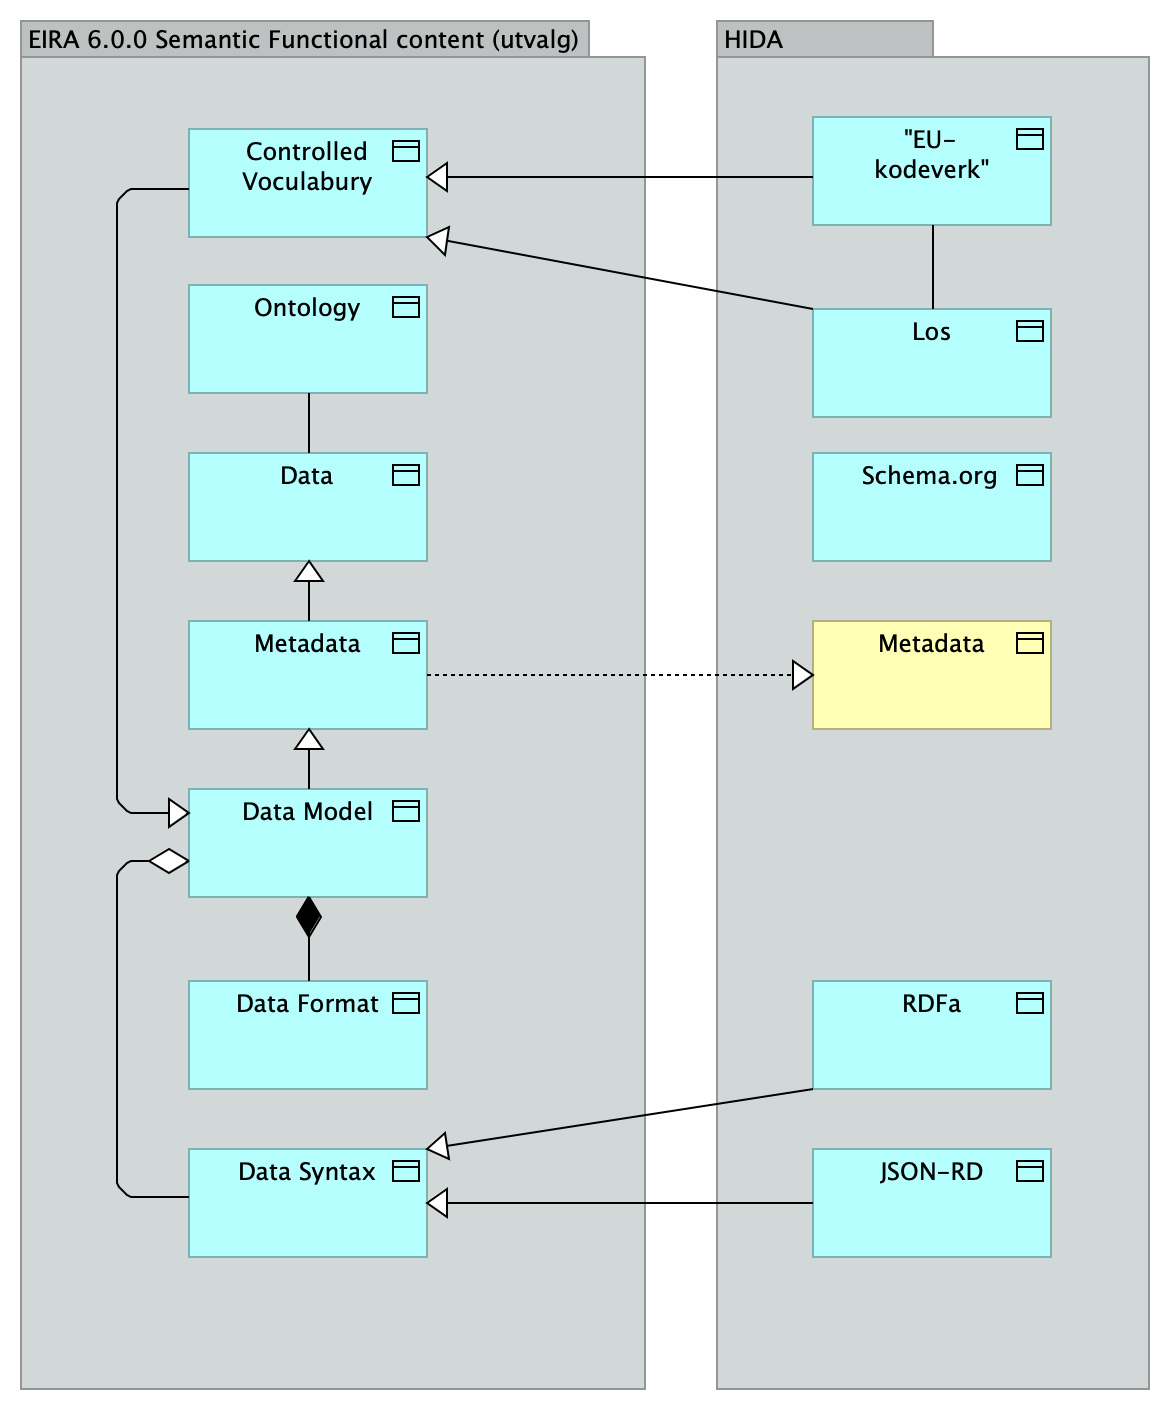 EIRA 6.0.0 Semantic Functional content (utvalg)
HIDA
Controlled
Voculabury
"EU-
kodeverk"
Ontology
Los
Data
Schema.org
Metadata
Metadata
Data Model
Data Format
RDFa
Data Syntax
JSON-RD